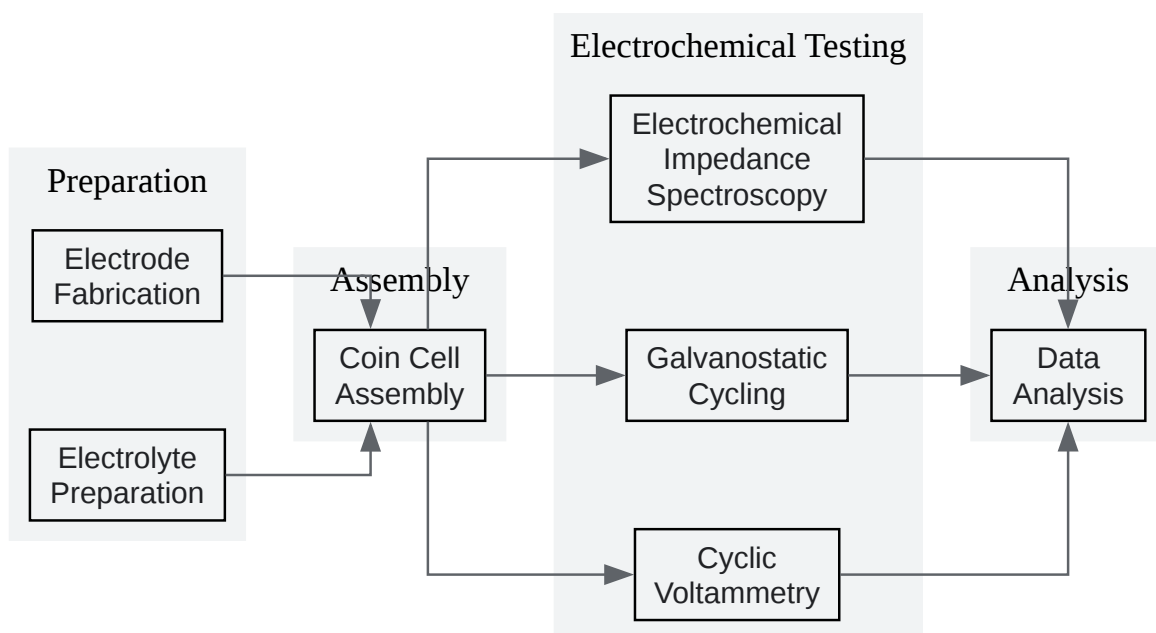 Preparation
Electrode
Fabrication
Electrolyte
Preparation
Assembly
Coin Cell
Assembly
Electrochemical Testing
Electrochemical
Impedance
Spectroscopy
Galvanostatic
Cycling
Cyclic
Voltammetry
Analysis
Data
Analysis